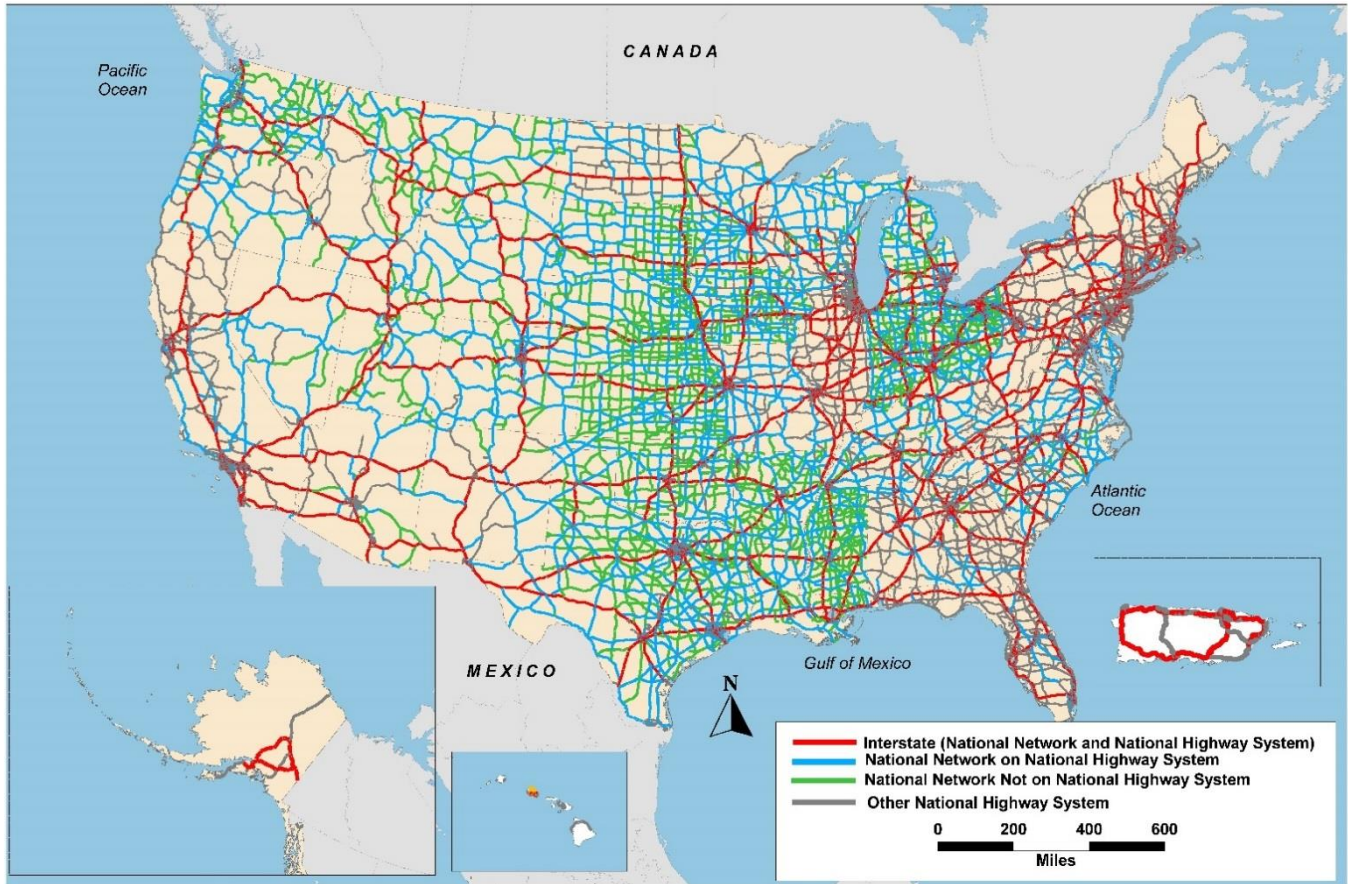 CANADA
Pacific
Ocean
Atlantic
Ocean
Gulf of Mexico
MEXICO
N
Interstate (National Network and National Highway System)
National Network on National Highway System
National Network Not on National Highway System
Other National Highway System
0 200 400 600
Miles